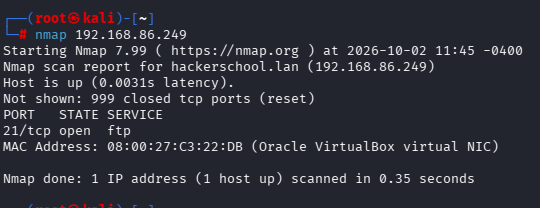 ┌──(root㉿kali)-[~]
└─# nmap 192.168.86.249
Starting Nmap 7.99 ( https://nmap.org ) at 2026-10-02 11:45 -0400
Nmap scan report for hackerschool.lan (192.168.86.249)
Host is up (0.0031s latency).
Not shown: 999 closed tcp ports (reset)
PORT   STATE SERVICE
21/tcp open  ftp
MAC Address: 08:00:27:C3:22:DB (Oracle VirtualBox virtual NIC)

Nmap done: 1 IP address (1 host up) scanned in 0.35 seconds